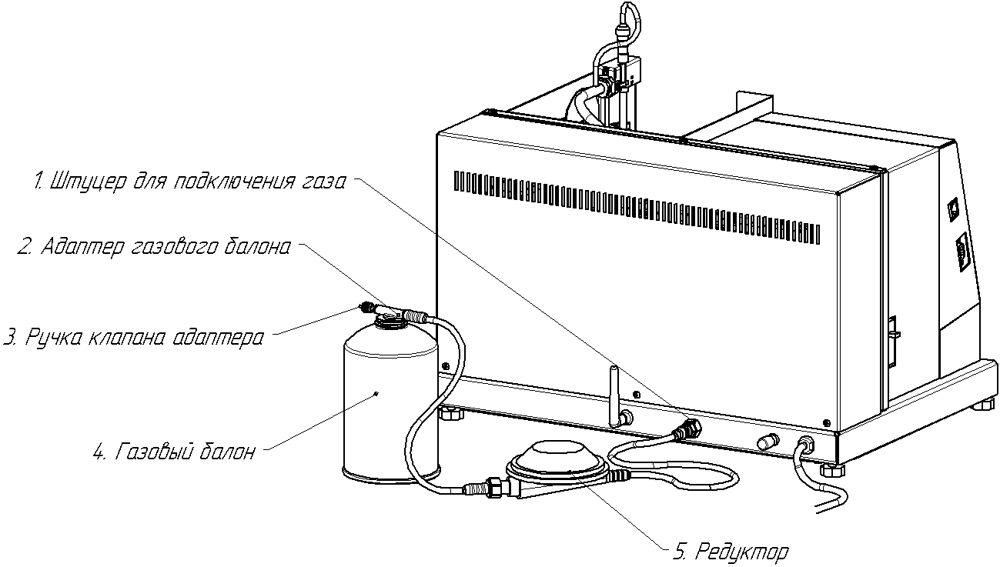 1. Штуцер для подключения газа
2. Адаптер газового балона
3. Ручка клапана адаптера
4. Газовый балон
5. Редуктор